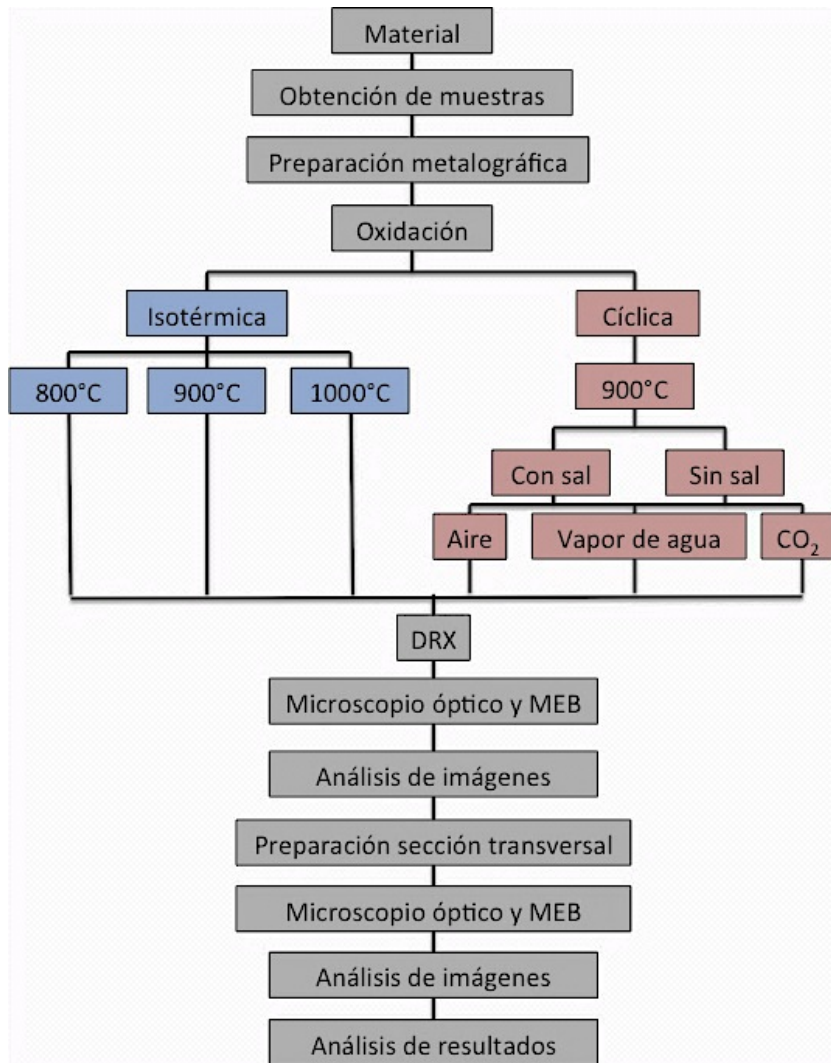 Material
Obtención de muestras
Preparación metalográfica
Oxidación
Isotérmica
Cíclica
800°C
900°C
1000°C
900°C
Con sal
Sin sal
Aire
Vapor de agua
CO₂
DRX
Microscopio óptico y MEB
Análisis de imágenes
Preparación sección transversal
Microscopio óptico y MEB
Análisis de imágenes
Análisis de resultados